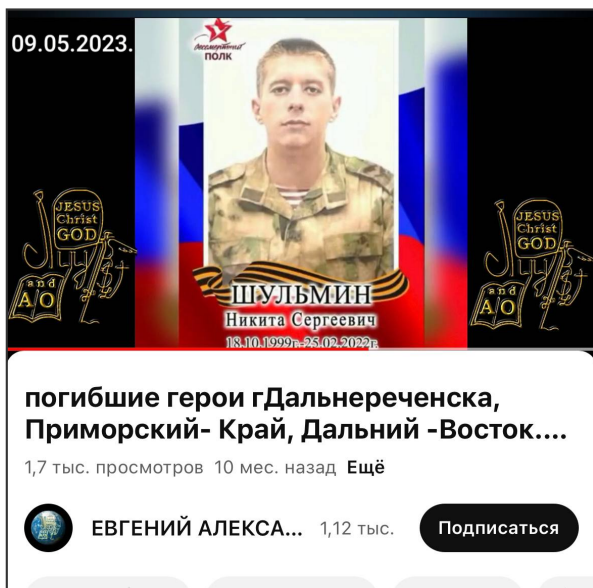 09.05.2023.
бессмертный
ПОЛК
JESUS
Christ
GOD
and
A/O
JESUS
Christ
GOD
and
A/O
ШУЛЬМИН
Никита Сергеевич
18.10.1999г-25.02.2022г.
погибшие герои гДальнереченска,
Приморский- Край, Дальний -Восток....
1,7 тыс. просмотров 10 мес. назад Ещё
ЕВГЕНИЙ АЛЕКСА... 1,12 тыс. Подписаться